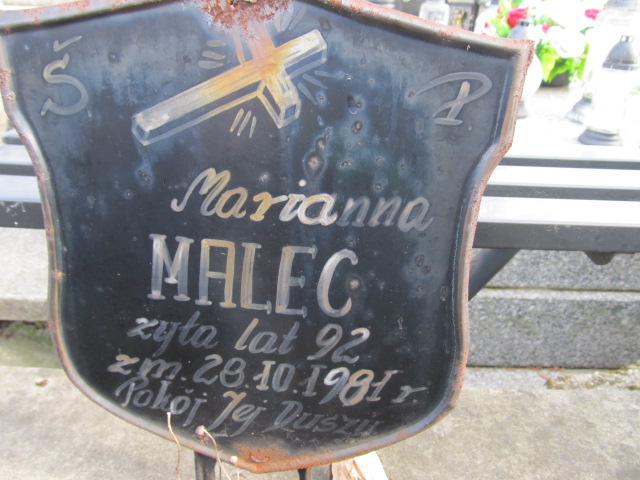 Ś P
Marianna
MALEC
żyła lat 92
zm. 28.10.1981 r
Pokój Jej Duszy